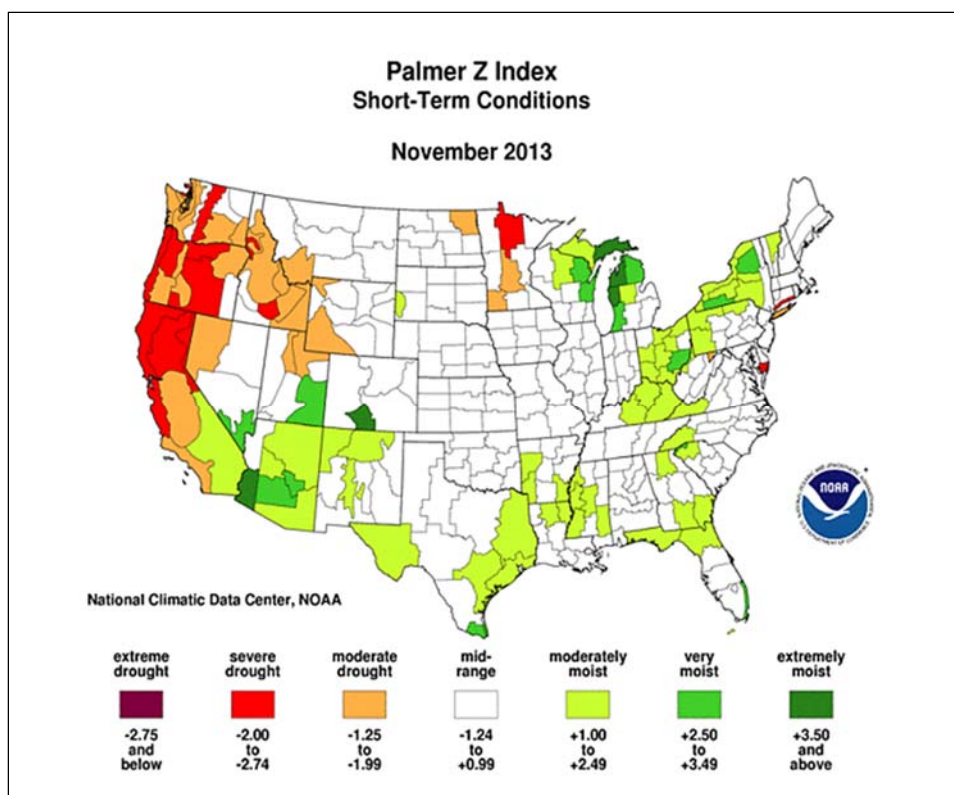 Palmer Z Index
Short-Term Conditions
November 2013
NOAA
National Climatic Data Center, NOAA
extreme drought
severe drought
moderate drought
mid-range
moderately moist
very moist
extremely moist
-2.75 and below
-2.00 to -2.74
-1.25 to -1.99
-1.24 to +0.99
+1.00 to +2.49
+2.50 to +3.49
+3.50 and above